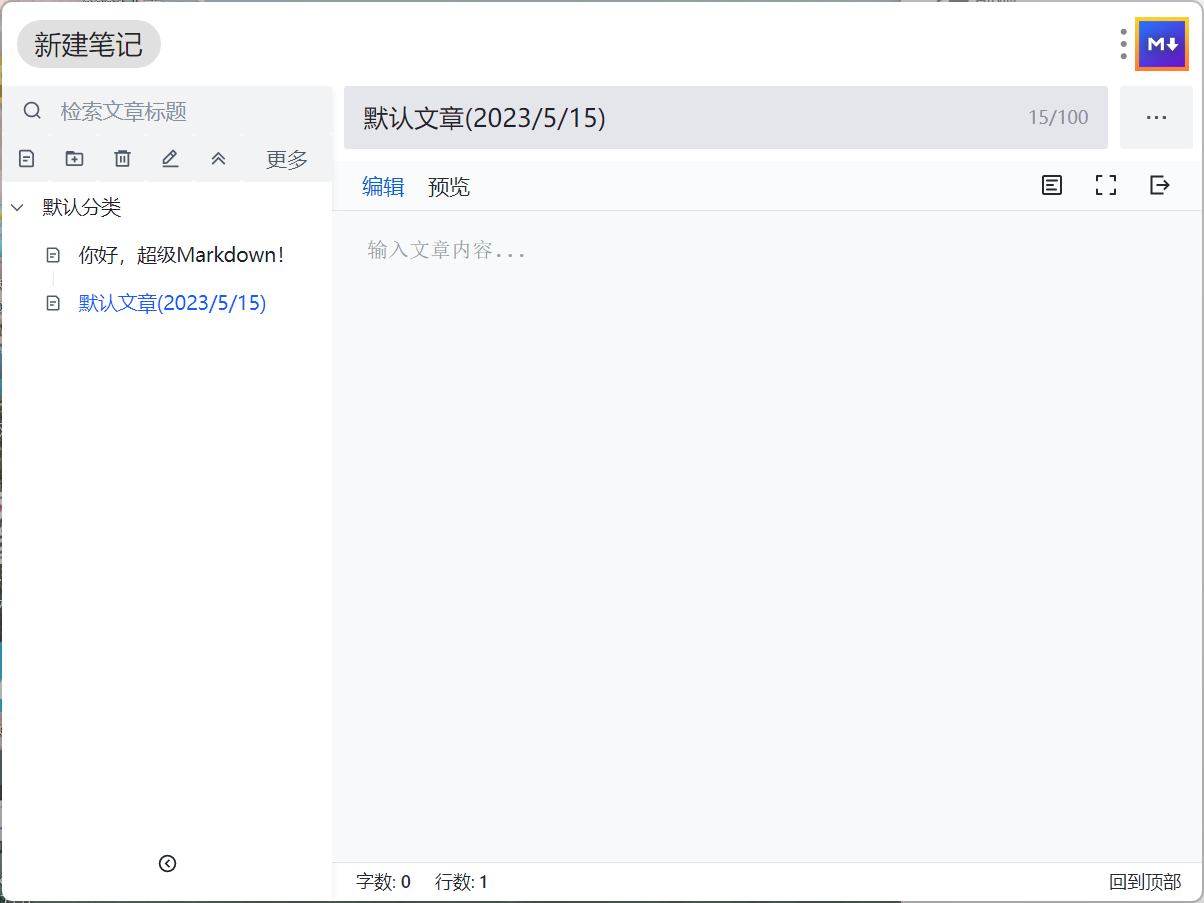 新建笔记
M↓
检索文章标题
更多
默认分类
你好，超级Markdown！
默认文章(2023/5/15)
默认文章(2023/5/15) 15/100
编辑 预览
输入文章内容...
字数: 0 行数: 1 回到顶部